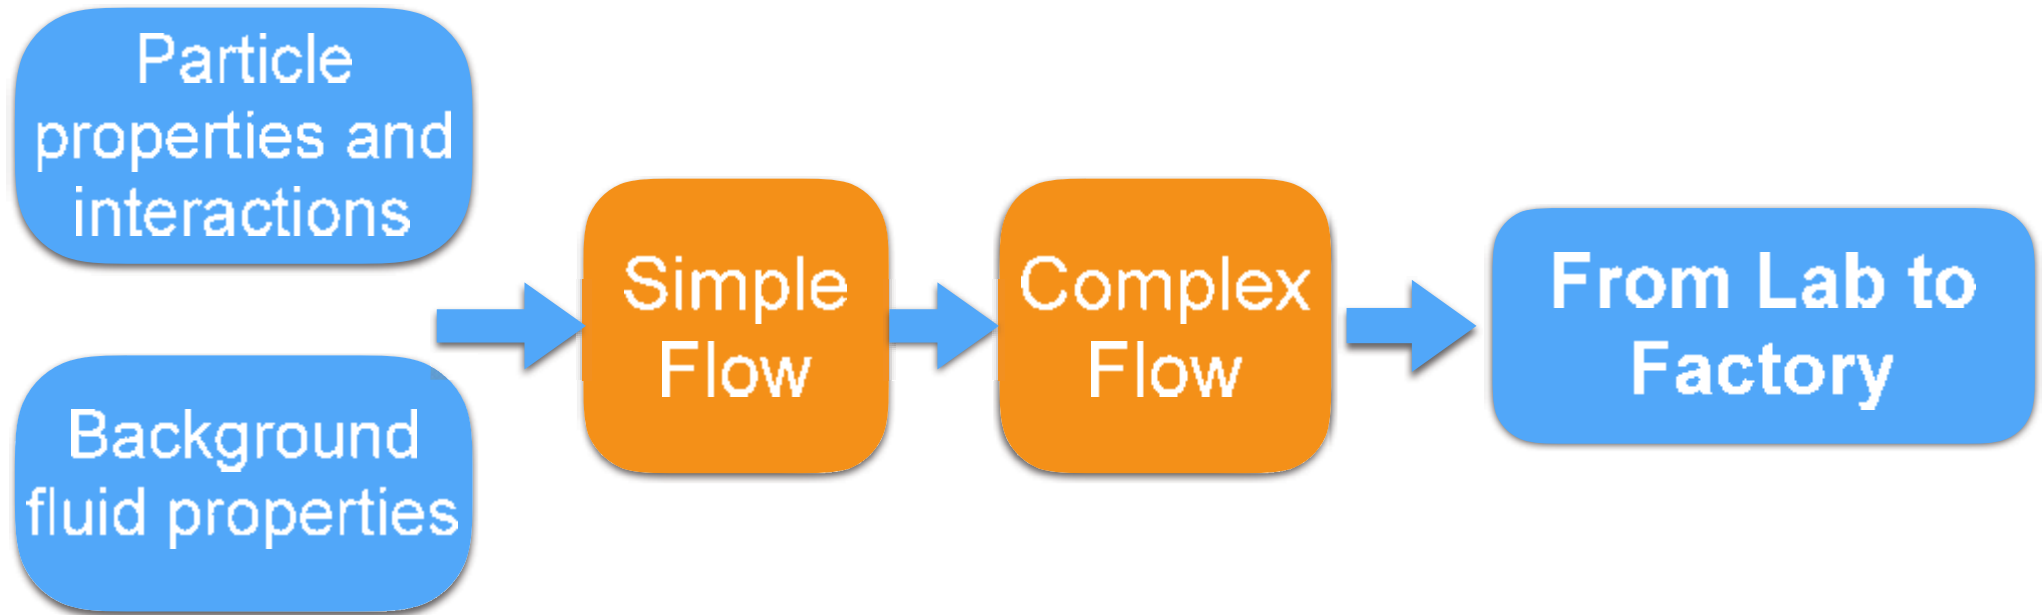 Particle
properties and
interactions
Background
fluid properties
Simple
Flow
Complex
Flow
From Lab to
Factory